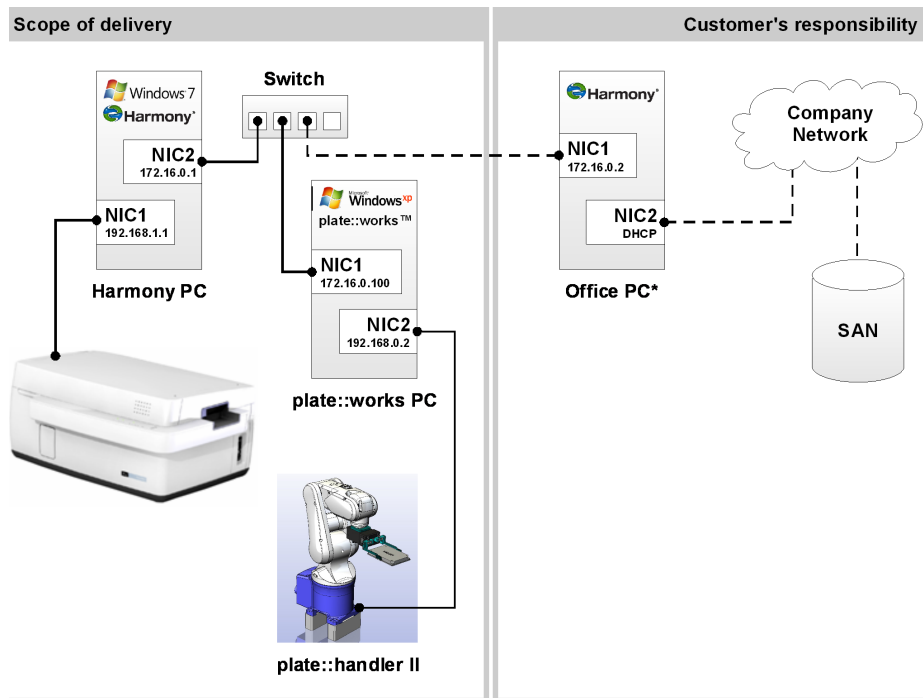 Scope of delivery
Customer's responsibility
Windows 7
Harmony®
NIC2
172.16.0.1
NIC1
192.168.1.1
Harmony PC
Switch
Microsoft
Windows xp
plate::works™
NIC1
172.16.0.100
NIC2
192.168.0.2
plate::works PC
plate::handler II
Harmony®
NIC1
172.16.0.2
NIC2
DHCP
Office PC*
Company
Network
SAN